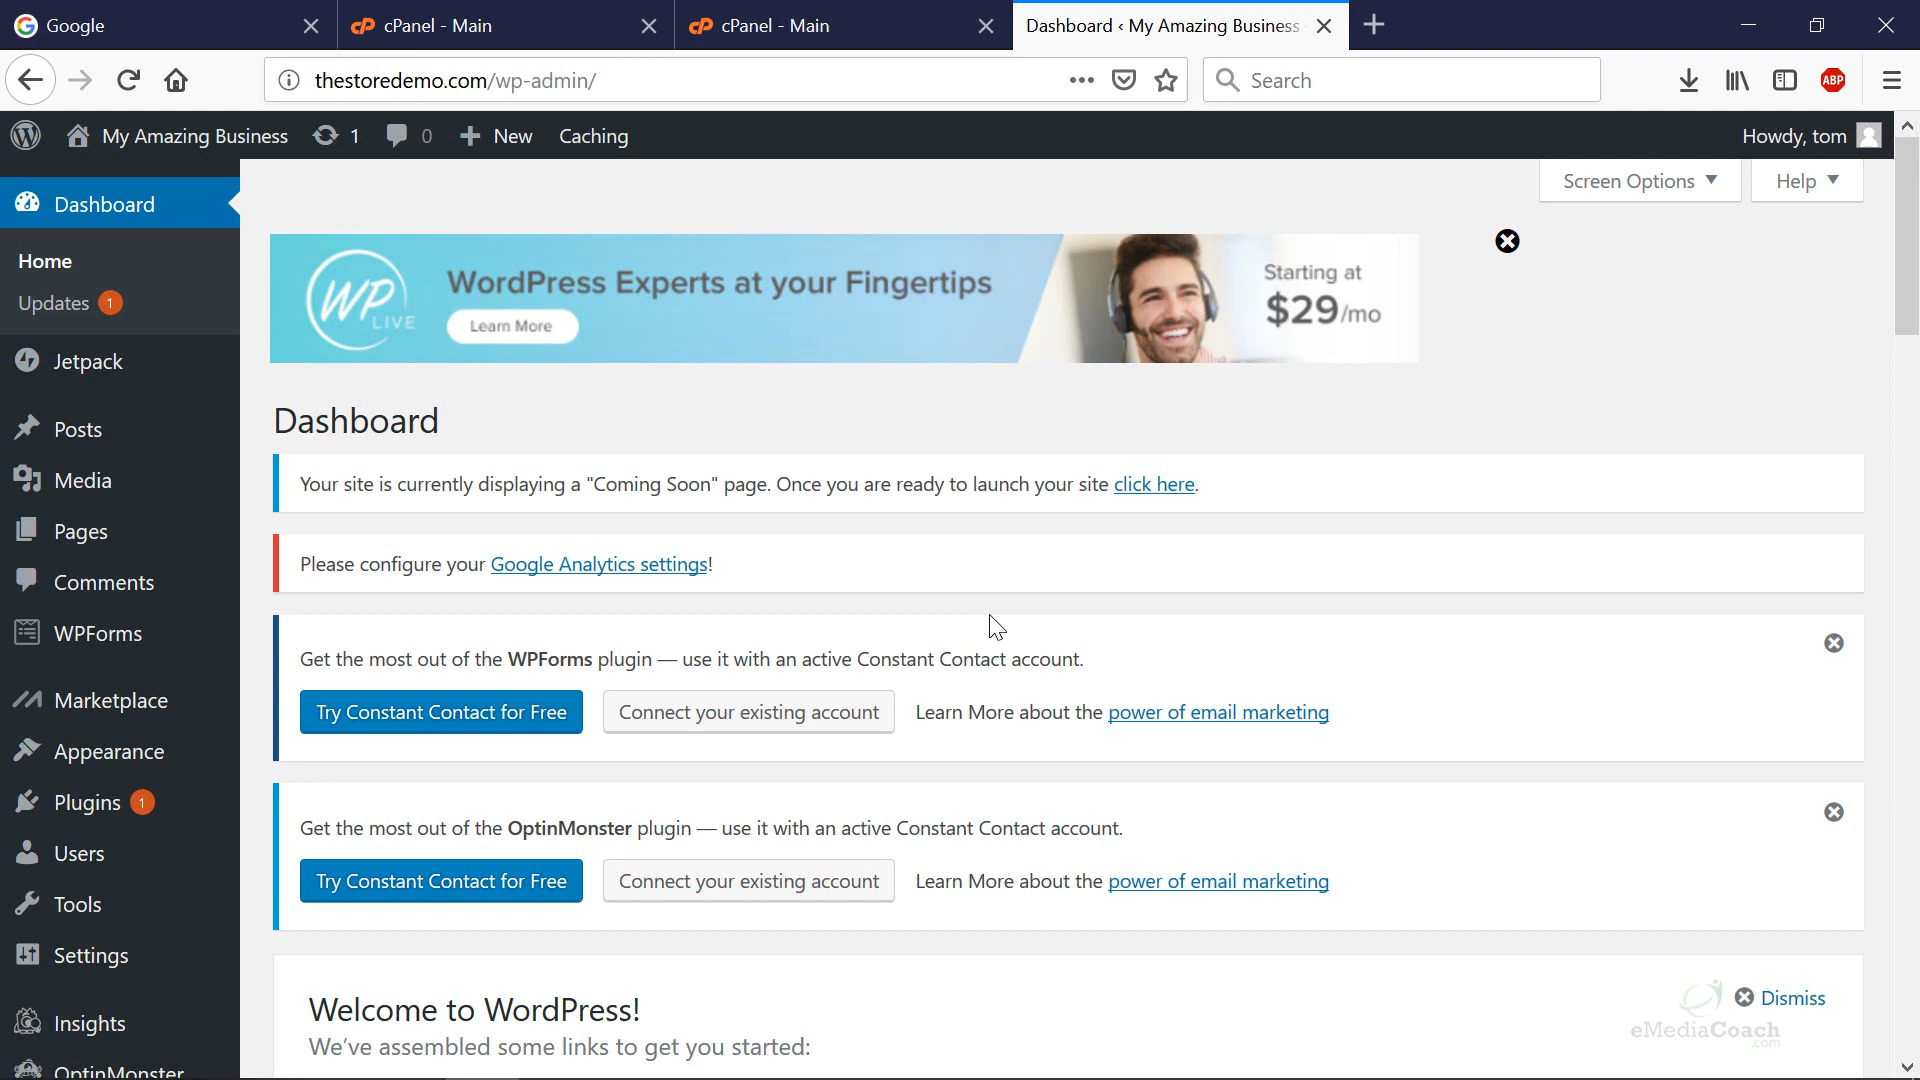 Google
cPanel - Main
cPanel - Main
Dashboard ‹ My Amazing Business
thestoredemo.com/wp-admin/
Search
ABP
My Amazing Business
1
0
New
Caching
Howdy, tom
Screen Options
Help
Dashboard
Home
Updates 1
Jetpack
Posts
Media
Pages
Comments
WPForms
Marketplace
Appearance
Plugins 1
Users
Tools
Settings
Insights
OptinMonster
WP LIVE
WordPress Experts at your Fingertips
Learn More
Starting at
$29/mo
Dashboard
Your site is currently displaying a "Coming Soon" page. Once you are ready to launch your site click here.
Please configure your Google Analytics settings!
Get the most out of the WPForms plugin — use it with an active Constant Contact account.
Try Constant Contact for Free
Connect your existing account
Learn More about the power of email marketing
Get the most out of the OptinMonster plugin — use it with an active Constant Contact account.
Try Constant Contact for Free
Connect your existing account
Learn More about the power of email marketing
Welcome to WordPress!
We've assembled some links to get you started:
Dismiss
eMediaCoach
.com